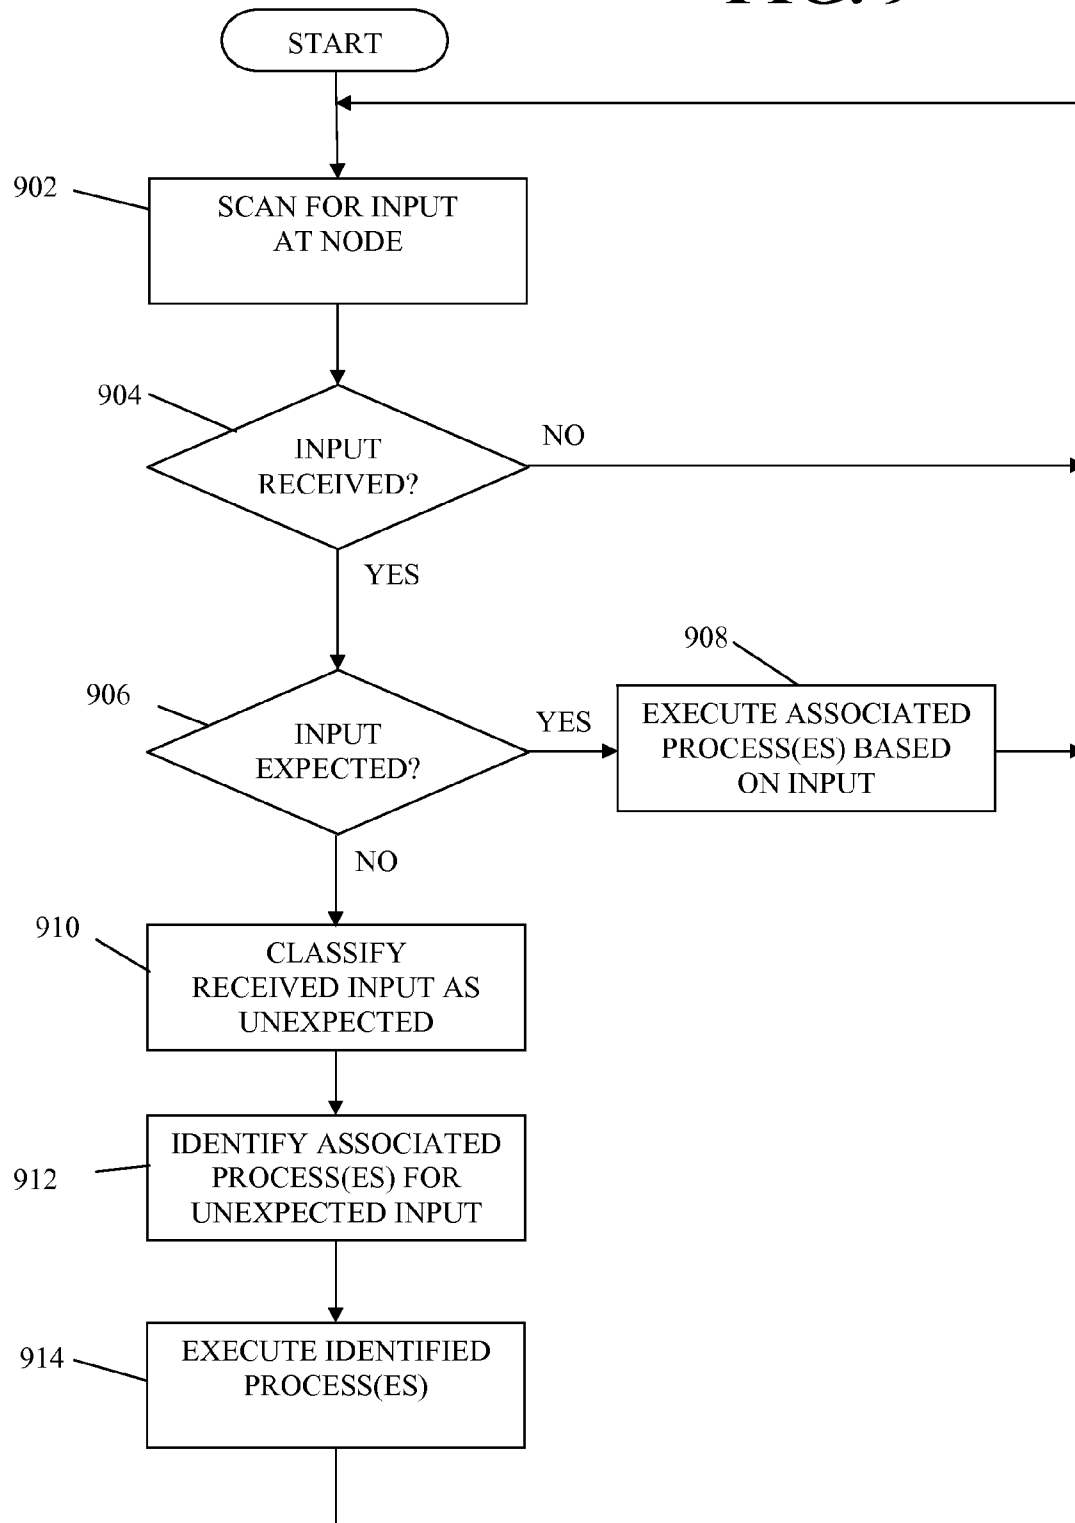 FIG. 9
START
902
SCAN FOR INPUT
AT NODE
904
INPUT
RECEIVED?
NO
YES
908
906
INPUT
EXPECTED?
YES
EXECUTE ASSOCIATED
PROCESS(ES) BASED
ON INPUT
NO
910
CLASSIFY
RECEIVED INPUT AS
UNEXPECTED
912
IDENTIFY ASSOCIATED
PROCESS(ES) FOR
UNEXPECTED INPUT
914
EXECUTE IDENTIFIED
PROCESS(ES)